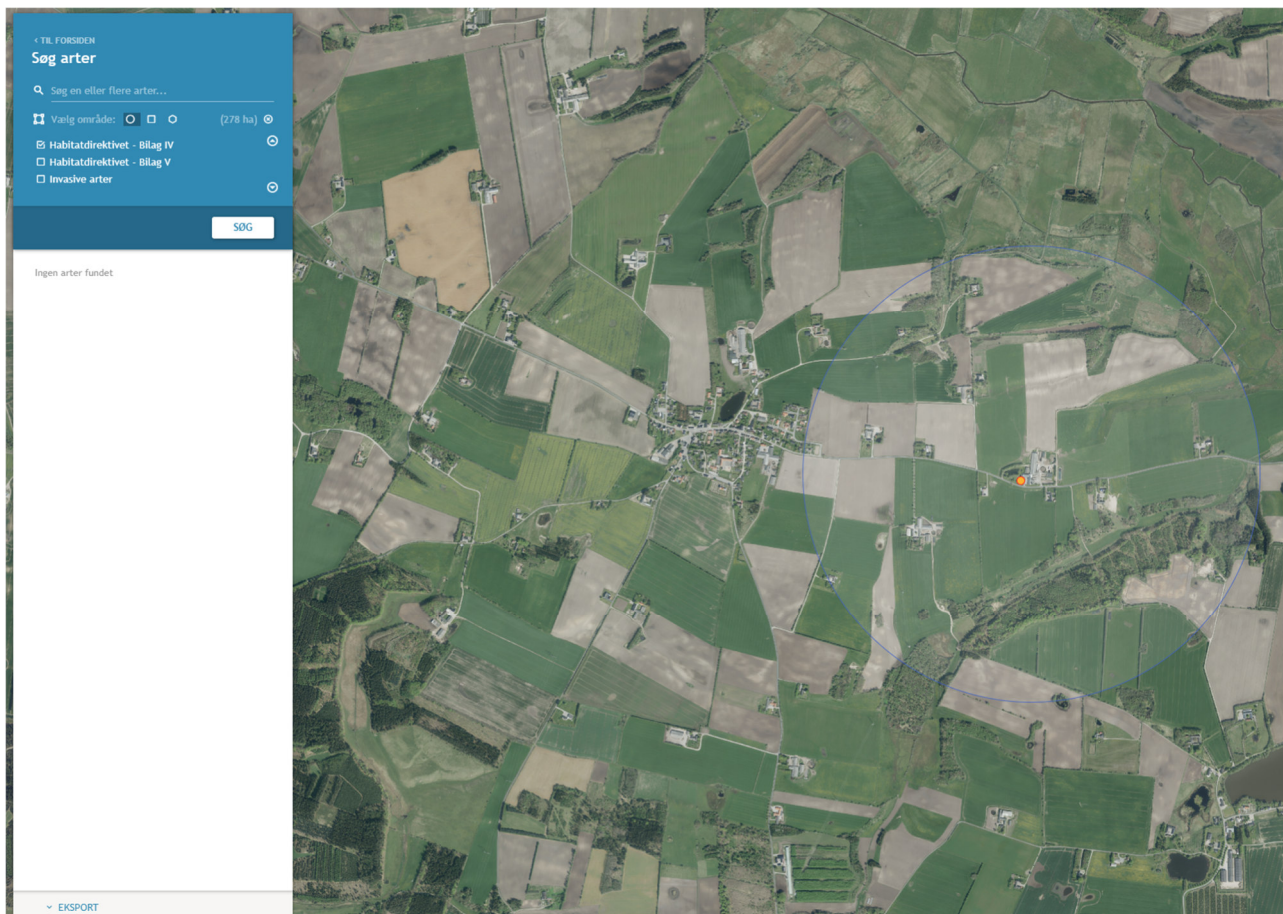 ‹ TIL FORSIDEN
Søg arter
Søg en eller flere arter...
Vælg område: (278 ha)
Habitatdirektivet - Bilag IV
Habitatdirektivet - Bilag V
Invasive arter
SØG
Ingen arter fundet
EKSPORT